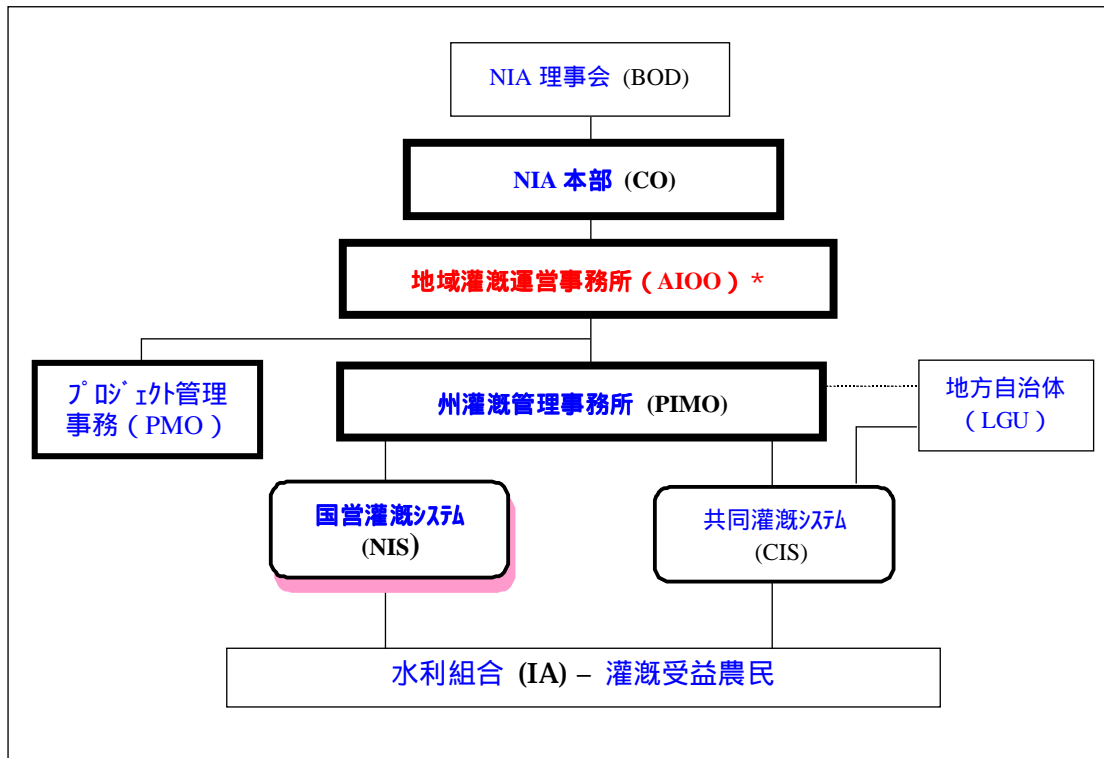 NIA 理事会 (BOD)
NIA 本部 (CO)
地域灌漑運営事務所（AIOO）*
ﾌﾟﾛｼﾞｪｸﾄ管理
事務（PMO）
州灌漑管理事務所 (PIMO)
地方自治体
（LGU）
国営灌漑ｼｽﾃﾑ
(NIS)
共同灌漑ｼｽﾃﾑ
(CIS)
水利組合 (IA) – 灌漑受益農民